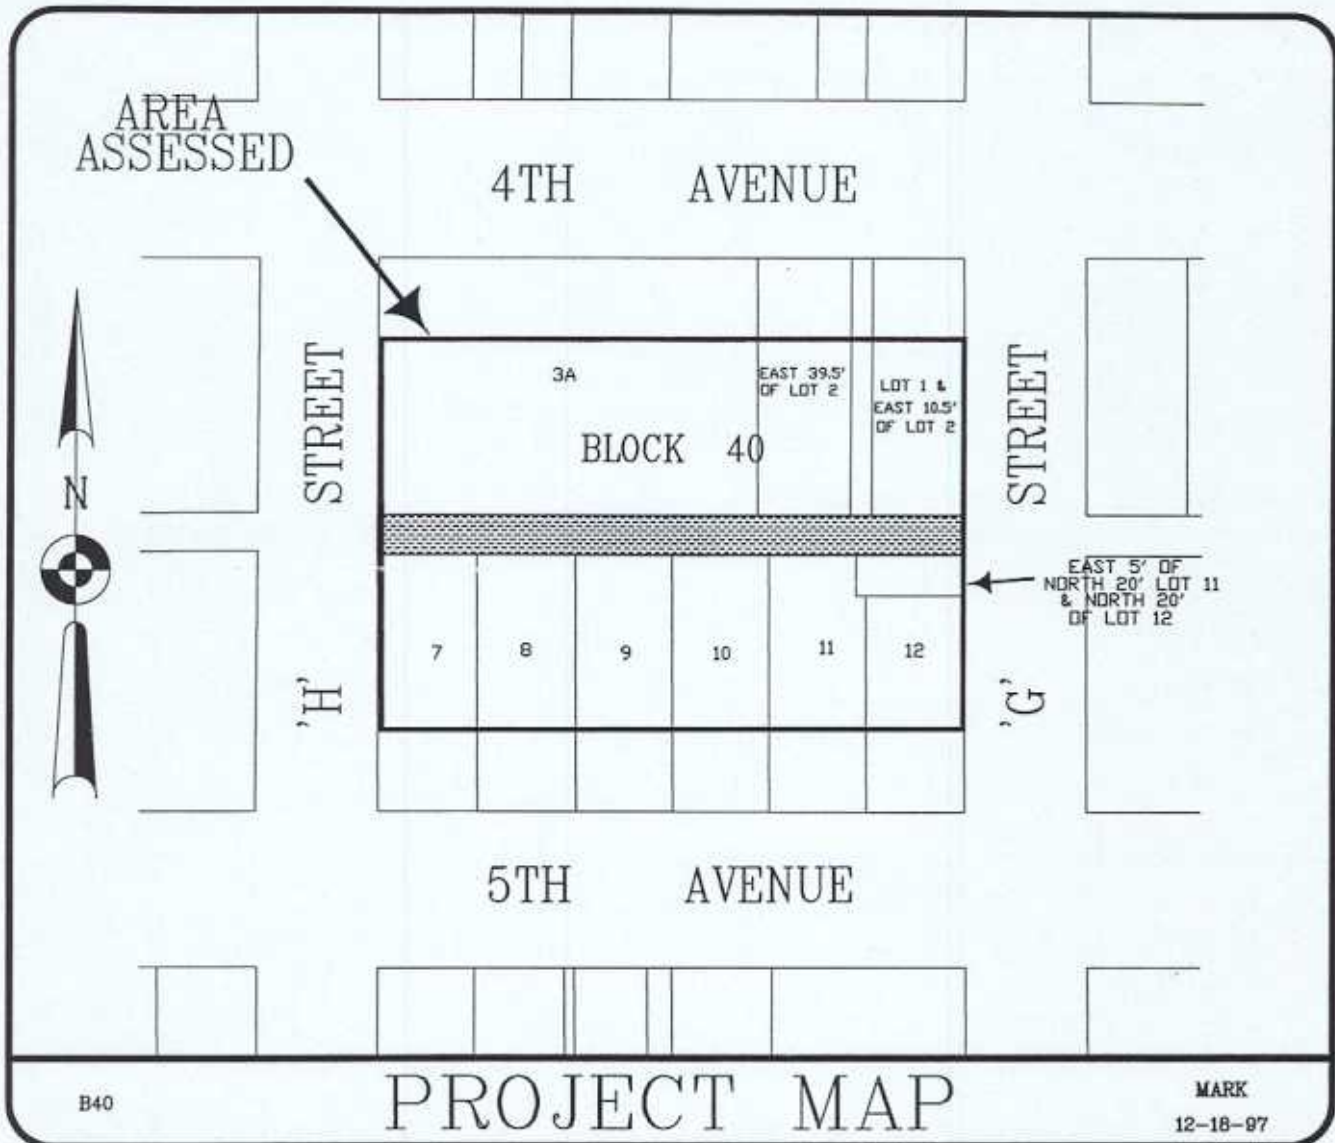 AREA
ASSESSED
4TH AVENUE
STREET
3A
EAST 39.5'
OF LOT 2
LOT 1 &
EAST 10.5'
OF LOT 2
STREET
BLOCK 40
N
EAST 5' OF
NORTH 20' LOT 11
& NORTH 20'
OF LOT 12
7
8
9
10
11
12
'H'
'G'
5TH AVENUE
B40
PROJECT MAP
MARK
12-18-97